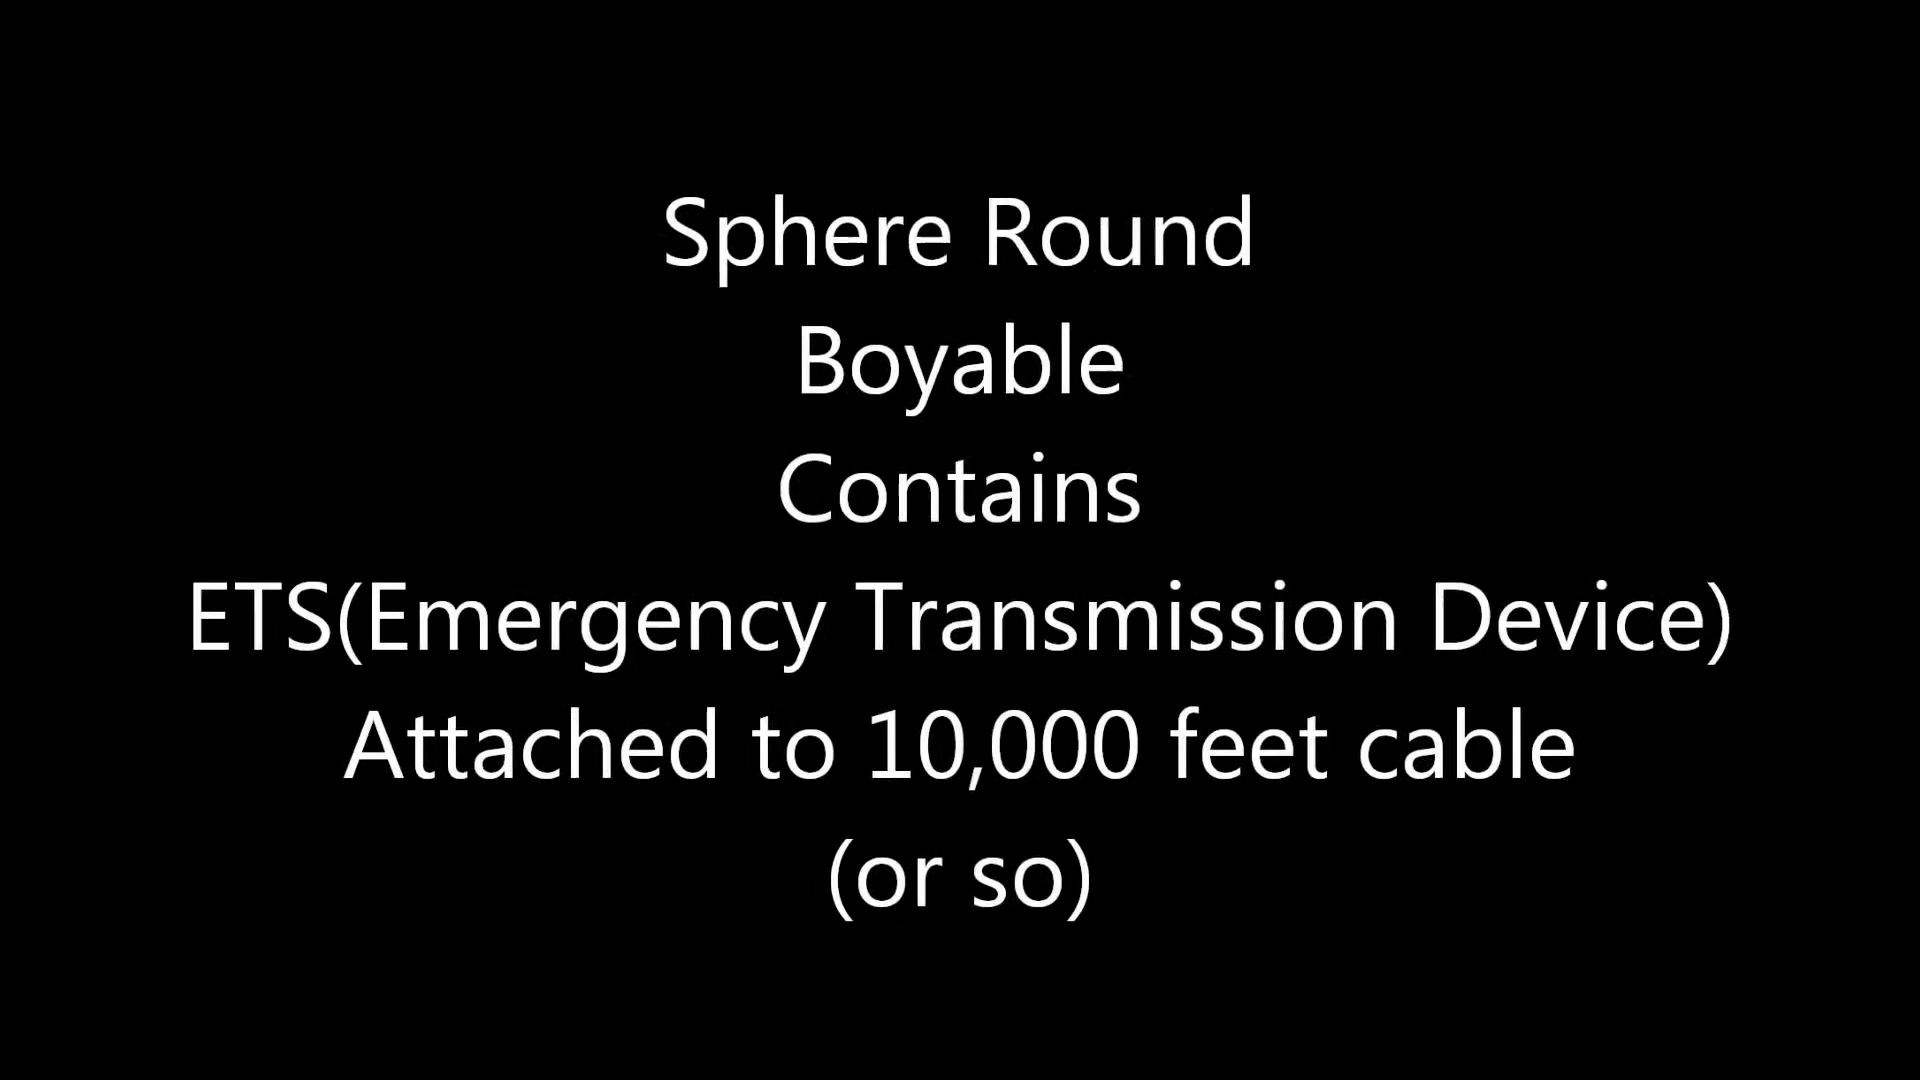 Sphere Round
Boyable
Contains
ETS(Emergency Transmission Device)
Attached to 10,000 feet cable
(or so)